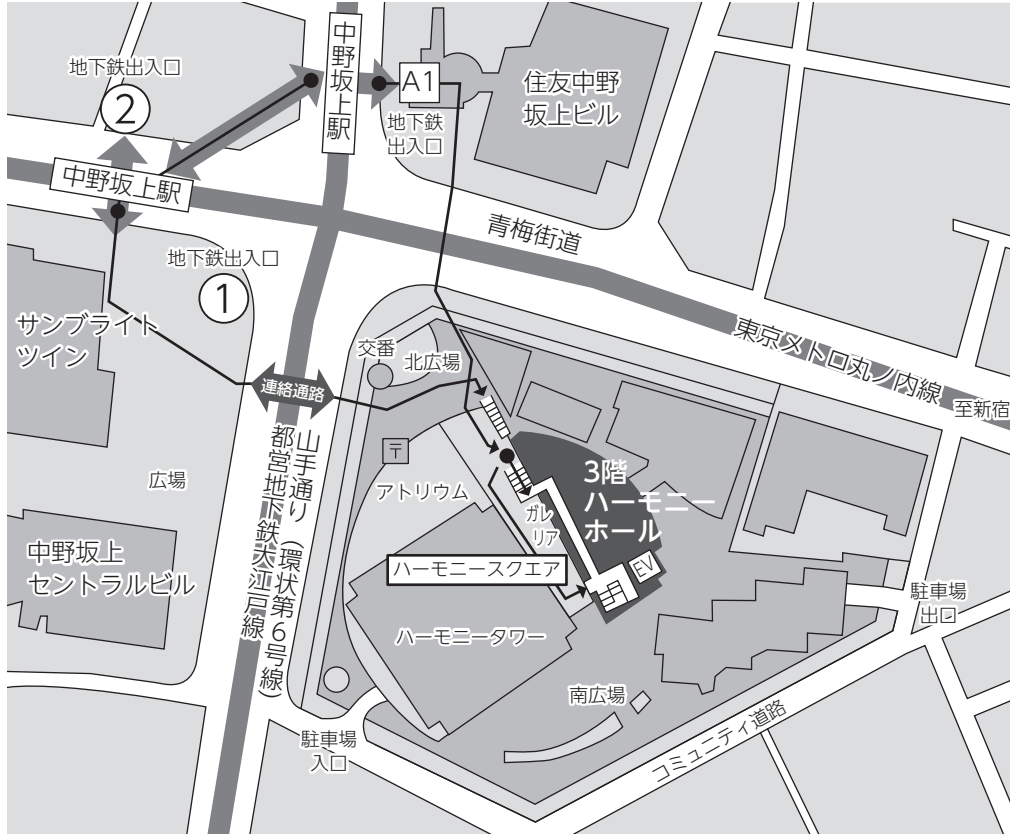 地下鉄出入口
②
中野坂上駅
A1
地下鉄
出入口
住友中野
坂上ビル
中野坂上駅
青梅街道
地下鉄出入口
①
サンブライト
ツイン
東京メトロ丸ノ内線
至新宿
交番
北広場
連絡通路
山手通り（環状第６号線）
都営地下鉄大江戸線
〒
アトリウム
広場
3階
ハーモニー
ホール
ガレ
リア
中野坂上
セントラルビル
ハーモニースクエア
EV
駐車場
出口
ハーモニータワー
南広場
駐車場
入口
コミュニティ道路